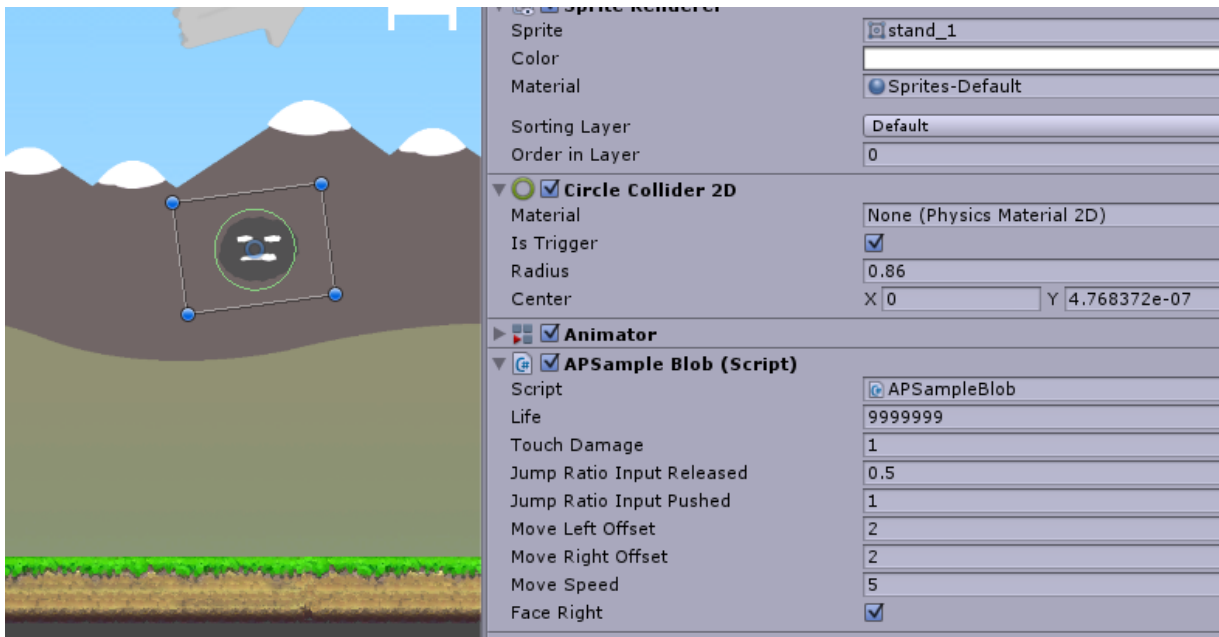 Sprite Renderer
Sprite stand_1
Color
Material Sprites-Default
Sorting Layer Default
Order in Layer 0
Circle Collider 2D
Material None (Physics Material 2D)
Is Trigger
Radius 0.86
Center X 0 Y 4.768372e-07
Animator
APSample Blob (Script)
Script APSampleBlob
Life 9999999
Touch Damage 1
Jump Ratio Input Released 0.5
Jump Ratio Input Pushed 1
Move Left Offset 2
Move Right Offset 2
Move Speed 5
Face Right